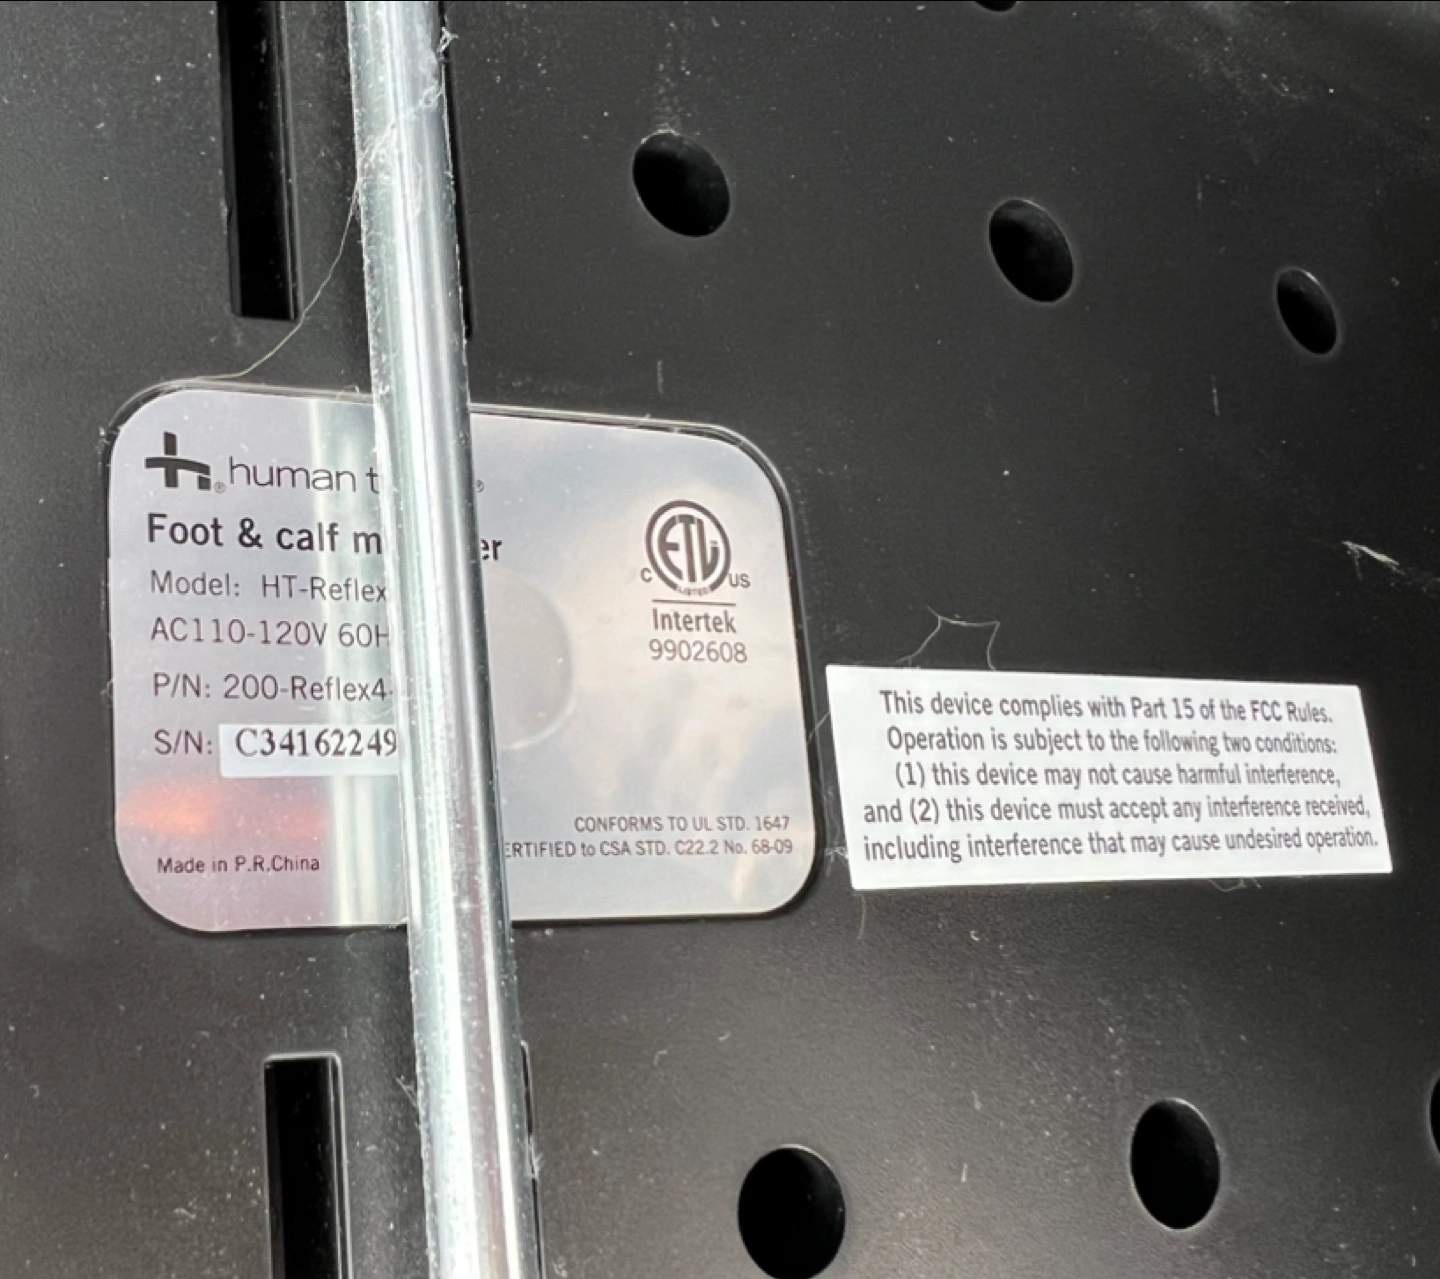 human t
Foot & calf m er
Model: HT-Reflex
AC110-120V 60H
P/N: 200-Reflex4-
S/N: C34162249
Made in P.R.China
ETL
C US
Intertek
9902608
CONFORMS TO UL STD. 1647
ERTIFIED to CSA STD. C22.2 No. 68-09
This device complies with Part 15 of the FCC Rules.
Operation is subject to the following two conditions:
(1) this device may not cause harmful interference,
and (2) this device must accept any interference received,
including interference that may cause undesired operation.